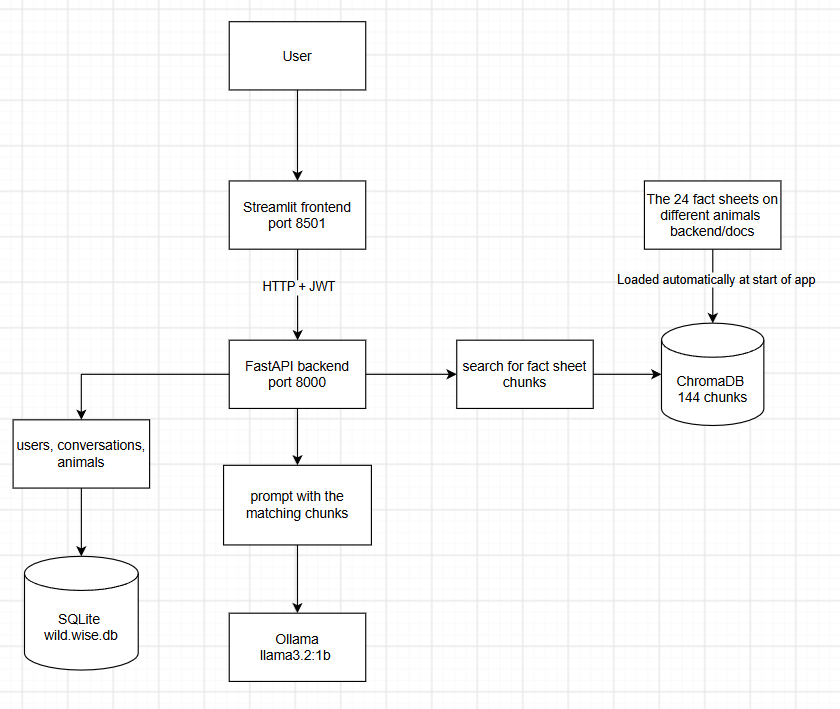 User
Streamlit frontend
port 8501
The 24 fact sheets on
different animals
backend/docs
HTTP + JWT
Loaded automatically at start of app
FastAPI backend
port 8000
search for fact sheet
chunks
ChromaDB
144 chunks
users, conversations,
animals
prompt with the
matching chunks
SQLite
wild.wise.db
Ollama
llama3.2:1b